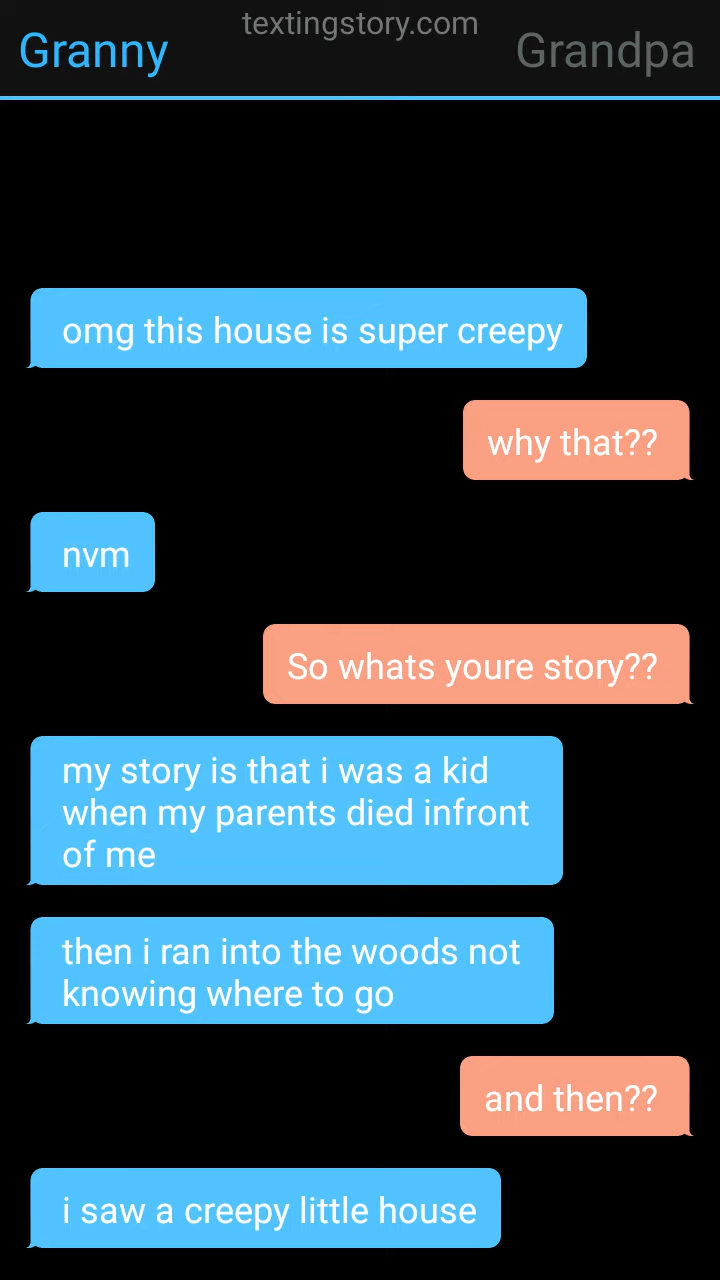 textingstory.com
Granny
Grandpa
omg this house is super creepy
why that??
nvm
So whats youre story??
my story is that i was a kid
when my parents died infront
of me
then i ran into the woods not
knowing where to go
and then??
i saw a creepy little house